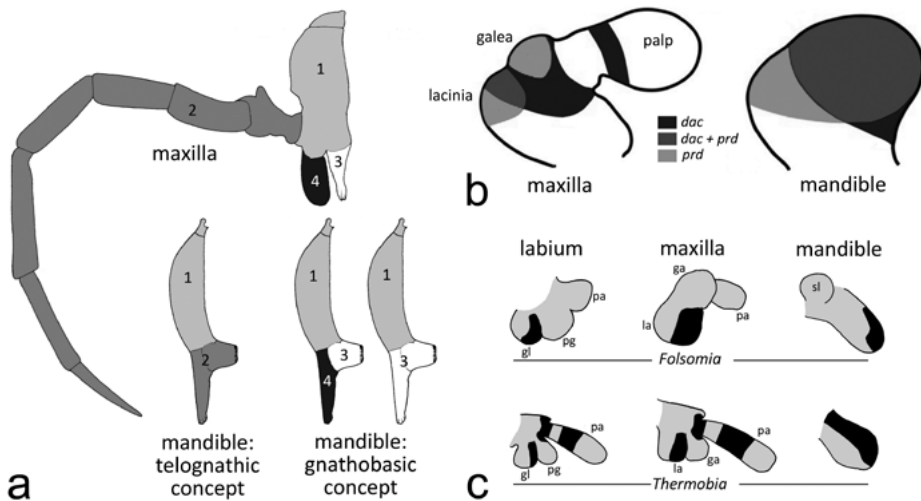 1
2
maxilla
3
4
1
1
1
2
3
3
4
mandible:
telognathic
concept
mandible:
gnathobasic
concept
a
galea
palp
lacinia
dac
dac + prd
prd
maxilla
mandible
b
labium
maxilla
mandible
ga
sl
pa
pa
la
gl
pg
Folsomia
pa
pa
gl
pg
la
ga
Thermobia
c